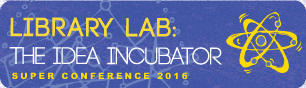 LIBRARY LAB:
THE IDEA INCUBATOR
SUPER CONFERENCE 2016